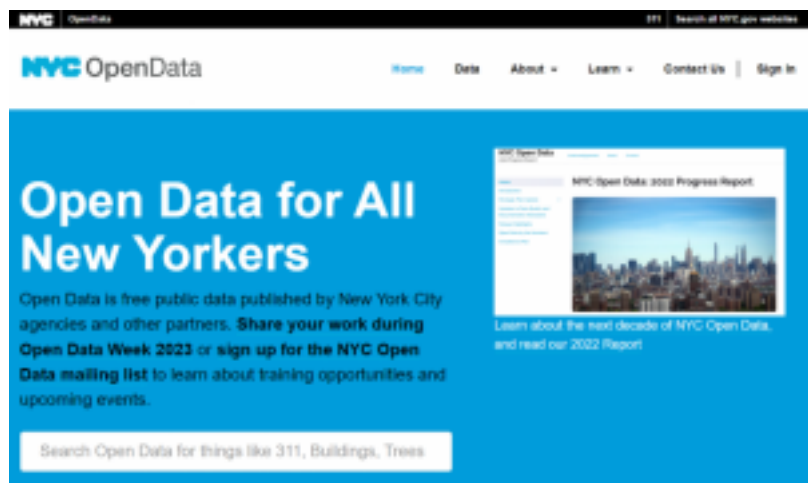 NYC OpenData 311 Search all NYC.gov websites
NYC OpenData Home Data About Learn Contact Us Sign In
NYC Open Data
NYC Open Data: 2022 Progress Report
Open Data for All
New Yorkers
Open Data is free public data published by New York City
agencies and other partners. Share your work during
Open Data Week 2023 or sign up for the NYC Open
Data mailing list to learn about training opportunities and
upcoming events.
Learn about the next decade of NYC Open Data,
and read our 2022 Report
Search Open Data for things like 311, Buildings, Trees